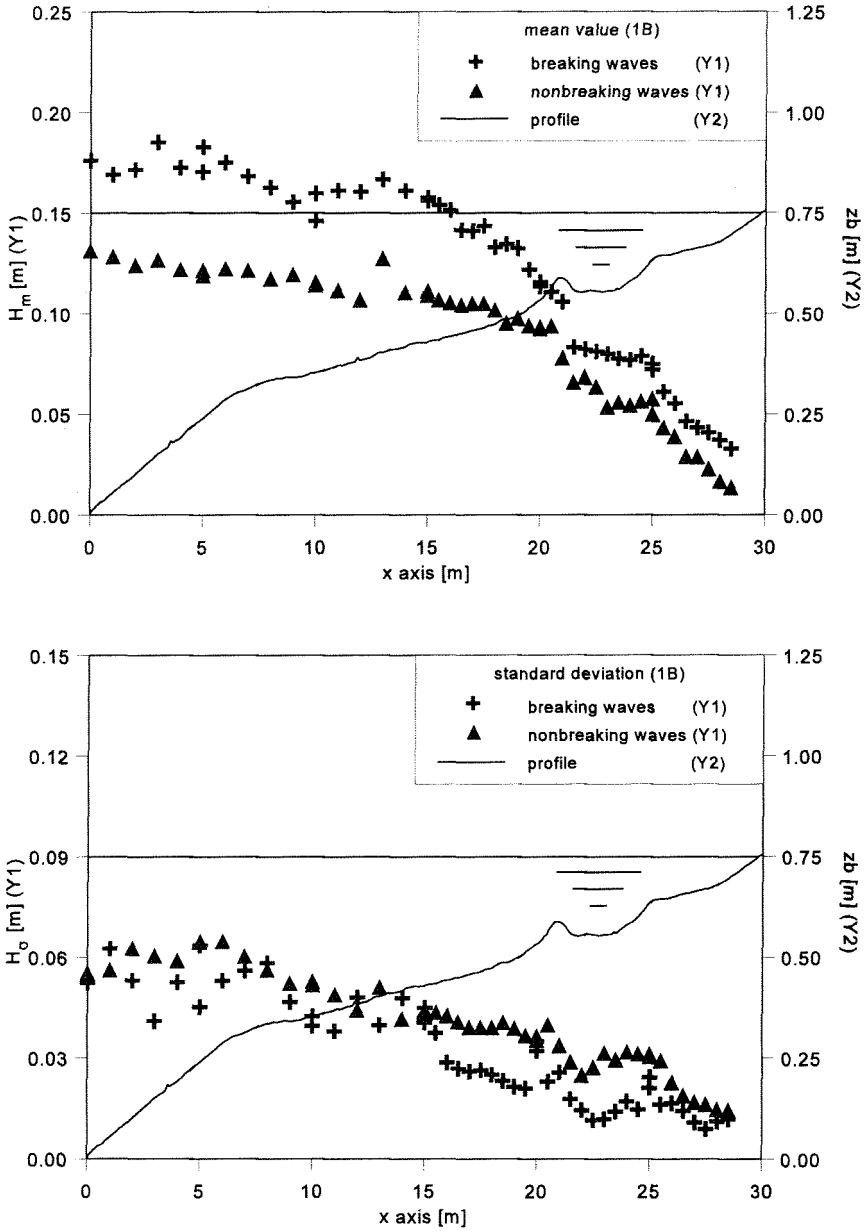 mean value (1B)
breaking waves (Y1)
nonbreaking waves (Y1)
profile (Y2)
0.25
0.20
0.15
0.10
0.05
0.00
H_m [m] (Y1)
1.25
1.00
0.75
0.50
0.25
0.00
zb [m] (Y2)
0 5 10 15 20 25 30
x axis [m]
standard deviation (1B)
breaking waves (Y1)
nonbreaking waves (Y1)
profile (Y2)
0.15
0.12
0.09
0.06
0.03
0.00
H_σ [m] (Y1)
1.25
1.00
0.75
0.50
0.25
0.00
zb [m] (Y2)
0 5 10 15 20 25 30
x axis [m]